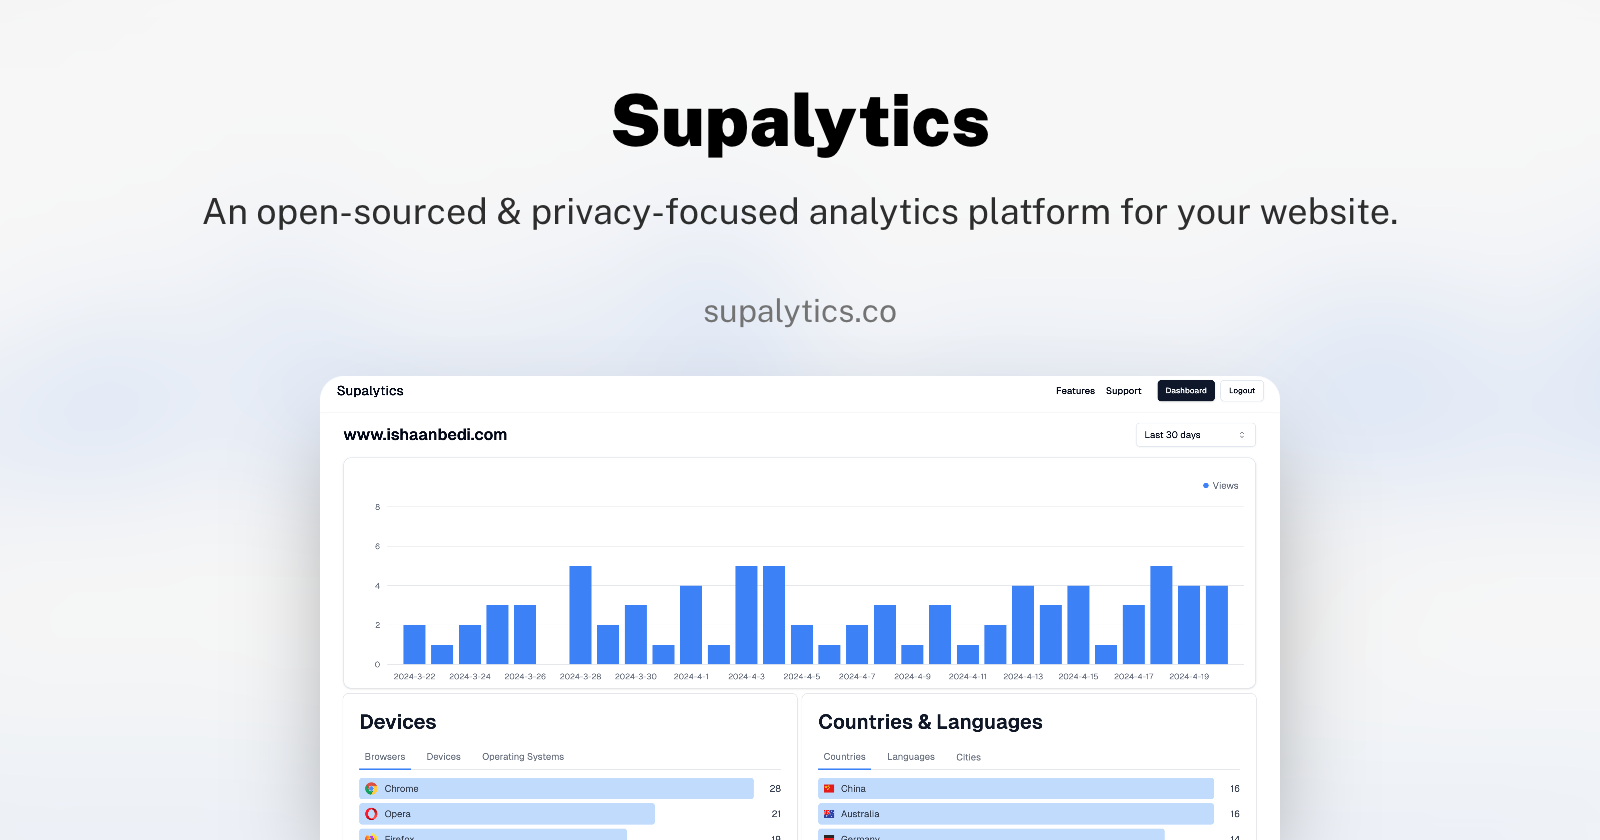 Supalytics
An open-sourced & privacy-focused analytics platform for your website.
supalytics.co
Supalytics
Features Support Dashboard Logout
www.ishaanbedi.com
Last 30 days
Views
8
6
4
2
0
2024-3-22 2024-3-24 2024-3-26 2024-3-28 2024-3-30 2024-4-1 2024-4-3 2024-4-5 2024-4-7 2024-4-9 2024-4-11 2024-4-13 2024-4-15 2024-4-17 2024-4-19
Devices
Browsers Devices Operating Systems
Chrome 28
Opera 21
Firefox 19
Countries & Languages
Countries Languages Cities
China 16
Australia 16
Germany 14